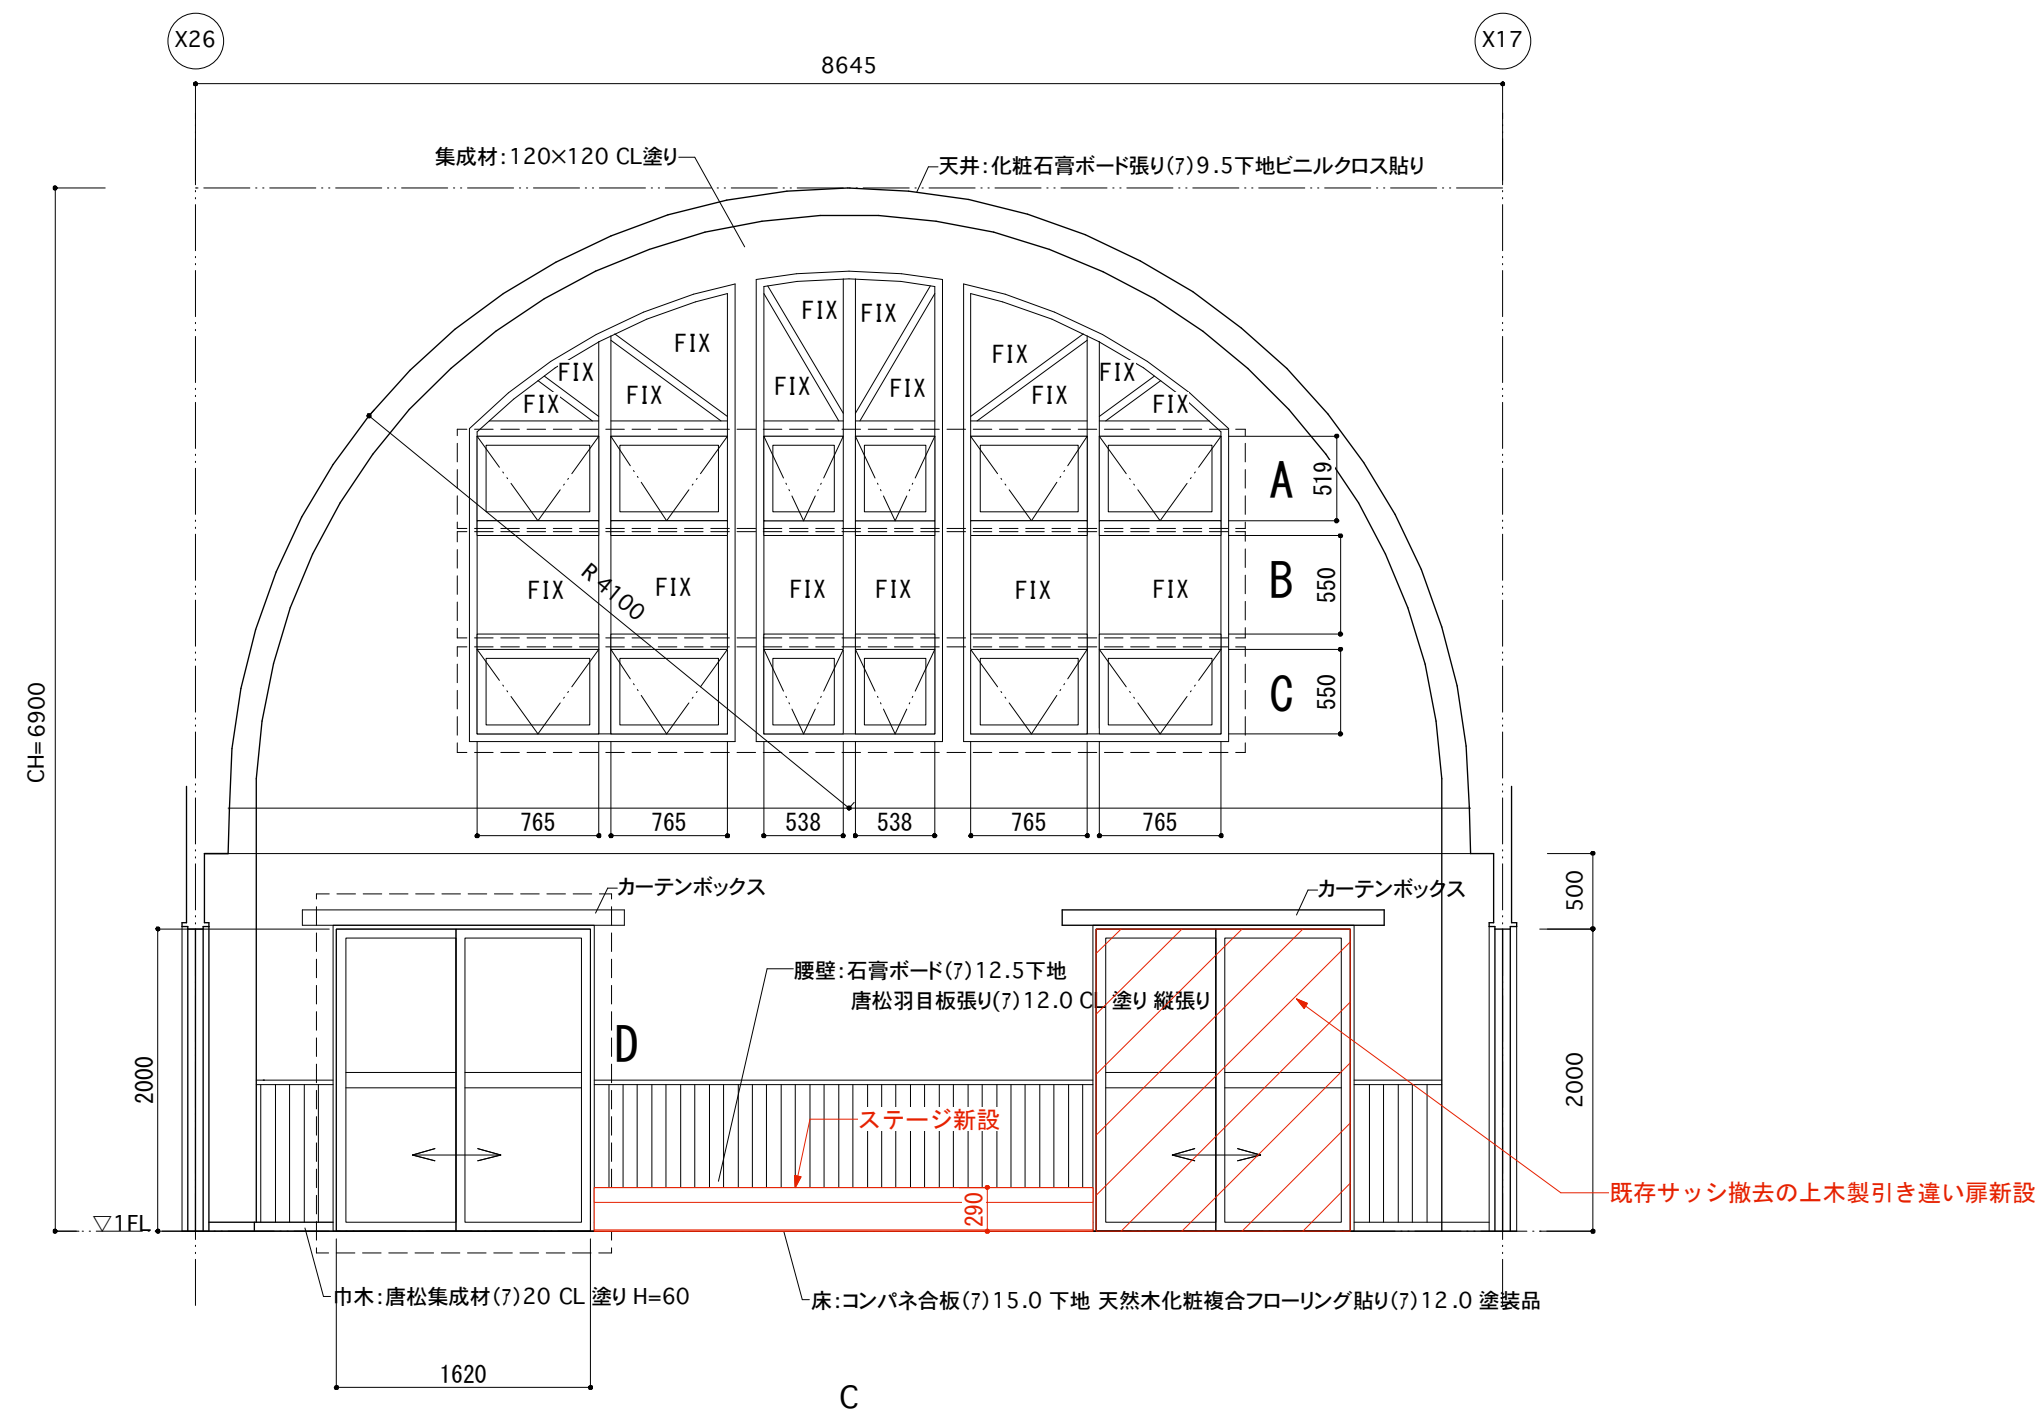 X26
X17
8645
集成材:120×120 CL塗り
天井:化粧石膏ボード張り(ｱ)9.5下地ビニルクロス貼り
FIX
FIX
FIX
FIX
FIX
FIX
FIX
FIX
FIX
FIX
FIX
FIX
A
519
R 4100
FIX
FIX
FIX
FIX
FIX
FIX
B
550
C
550
CH=6900
765
765
538
538
765
765
カーテンボックス
カーテンボックス
500
腰壁:石膏ボード(ｱ)12.5下地
唐松羽目板張り(ｱ)12.0 CL 塗り 縦張り
D
2000
2000
ステージ新設
既存サッシ撤去の上木製引き違い扉新設
290
▽1FL
巾木:唐松集成材(ｱ)20 CL 塗り H=60
床:コンパネ合板(ｱ)15.0 下地 天然木化粧複合フローリング貼り(ｱ)12.0 塗装品
1620
C